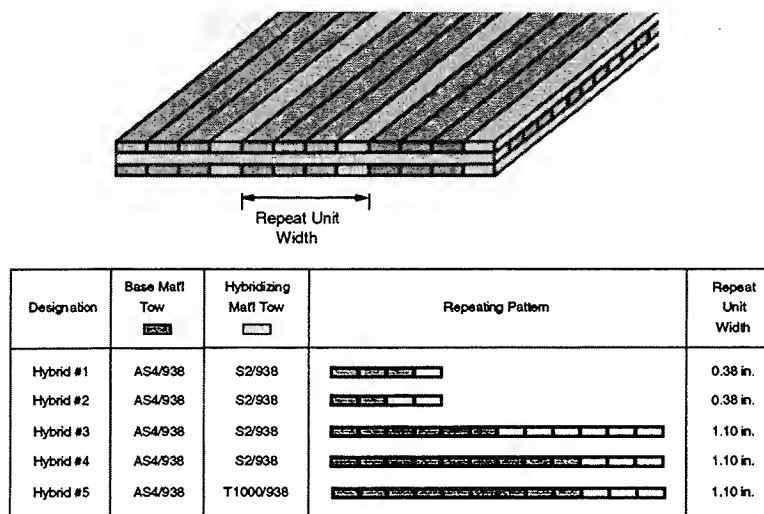 Repeat Unit
Width
Designation
Base Mat'l
Tow
Hybridizing
Mat'l Tow
Repeating Pattern
Repeat
Unit
Width
Hybrid #1 AS4/938 S2/938 0.38 in.
Hybrid #2 AS4/938 S2/938 0.38 in.
Hybrid #3 AS4/938 S2/938 1.10 in.
Hybrid #4 AS4/938 S2/938 1.10 in.
Hybrid #5 AS4/938 T1000/938 1.10 in.